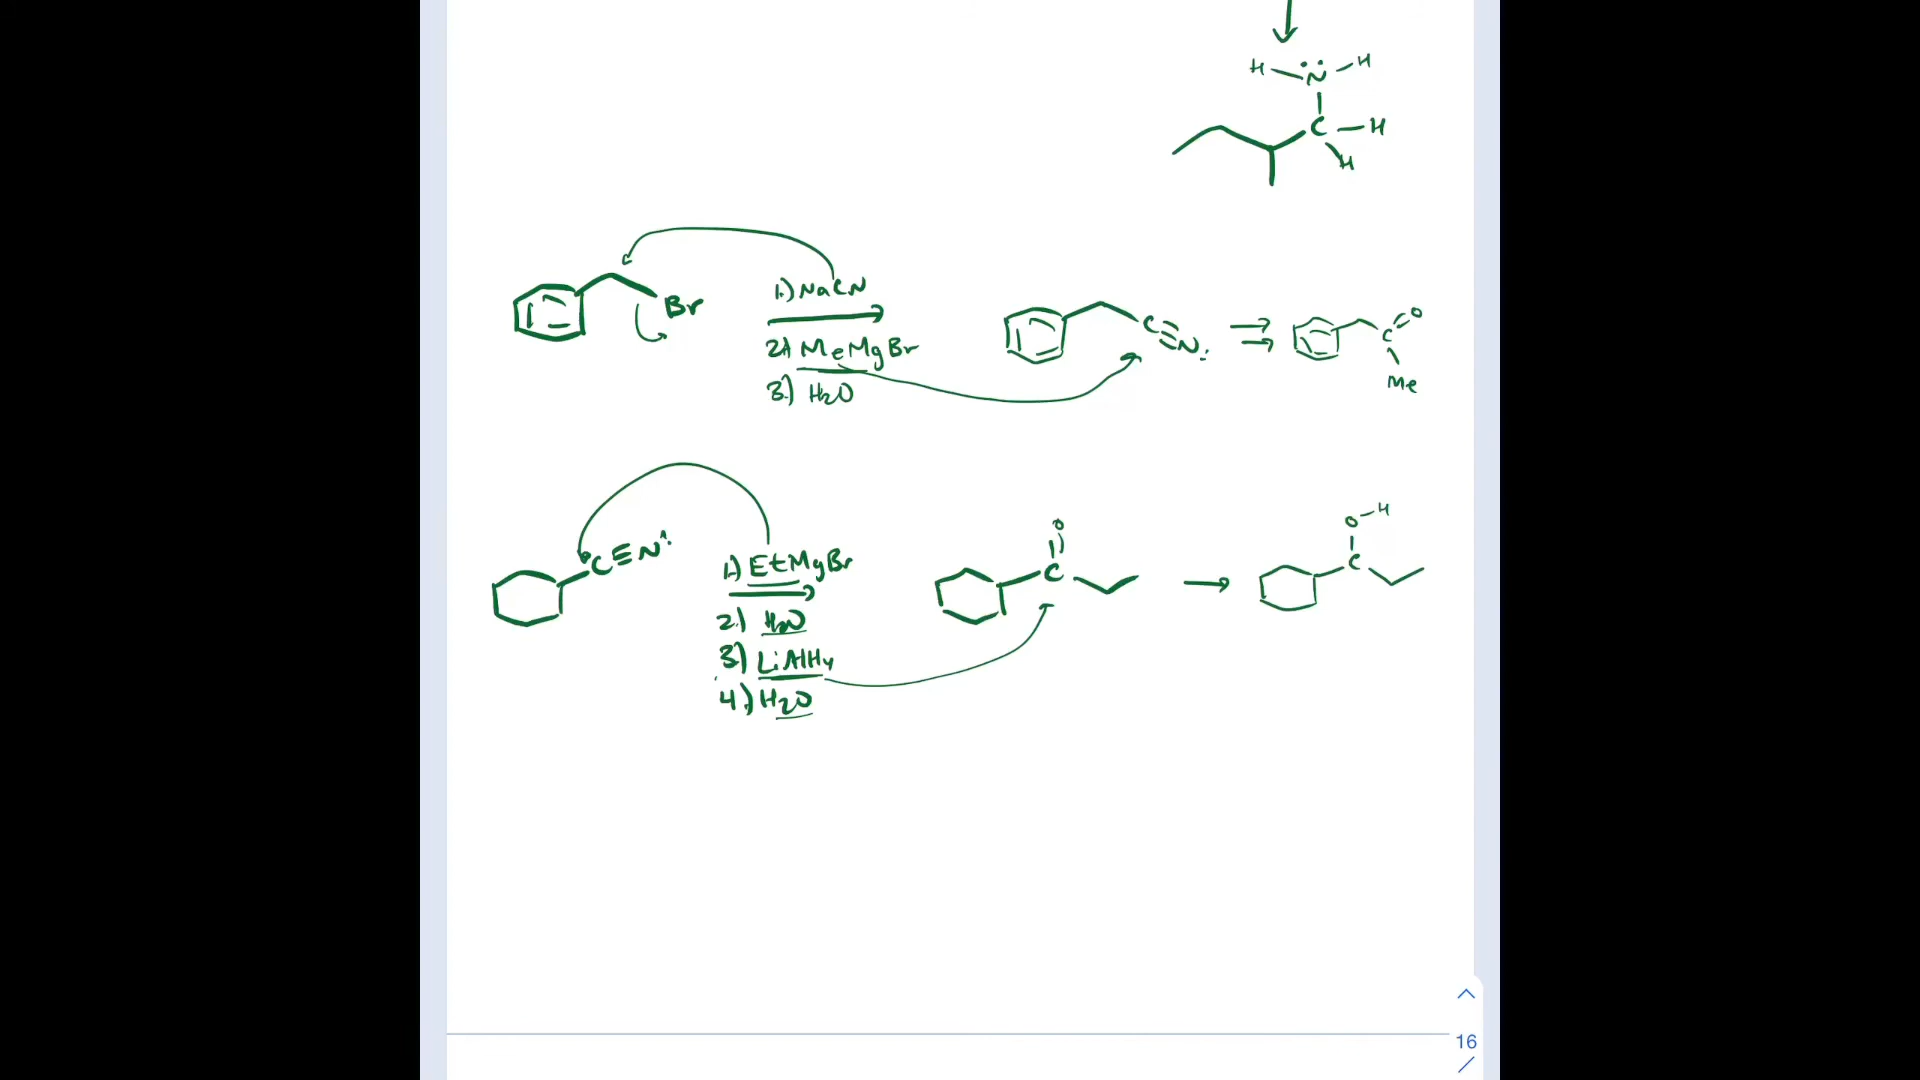 H N H
C H
H
Br
1.) NaCN
2.) MeMgBr
3.) H2O
C≡N:
C O
Me
C≡N:
1.) EtMgBr
2.) H2O
3.) LiAlH4
4.) H2O
O
C
O-H
C
16